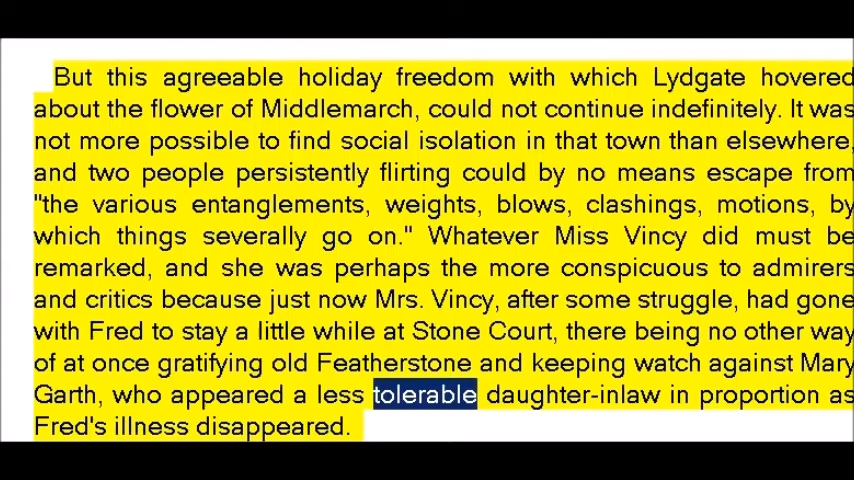 But this agreeable holiday freedom with which Lydgate hovered
about the flower of Middlemarch, could not continue indefinitely. It was
not more possible to find social isolation in that town than elsewhere,
and two people persistently flirting could by no means escape from
"the various entanglements, weights, blows, clashings, motions, by
which things severally go on." Whatever Miss Vincy did must be
remarked, and she was perhaps the more conspicuous to admirers
and critics because just now Mrs. Vincy, after some struggle, had gone
with Fred to stay a little while at Stone Court, there being no other way
of at once gratifying old Featherstone and keeping watch against Mary
Garth, who appeared a less tolerable daughter-inlaw in proportion as
Fred's illness disappeared.